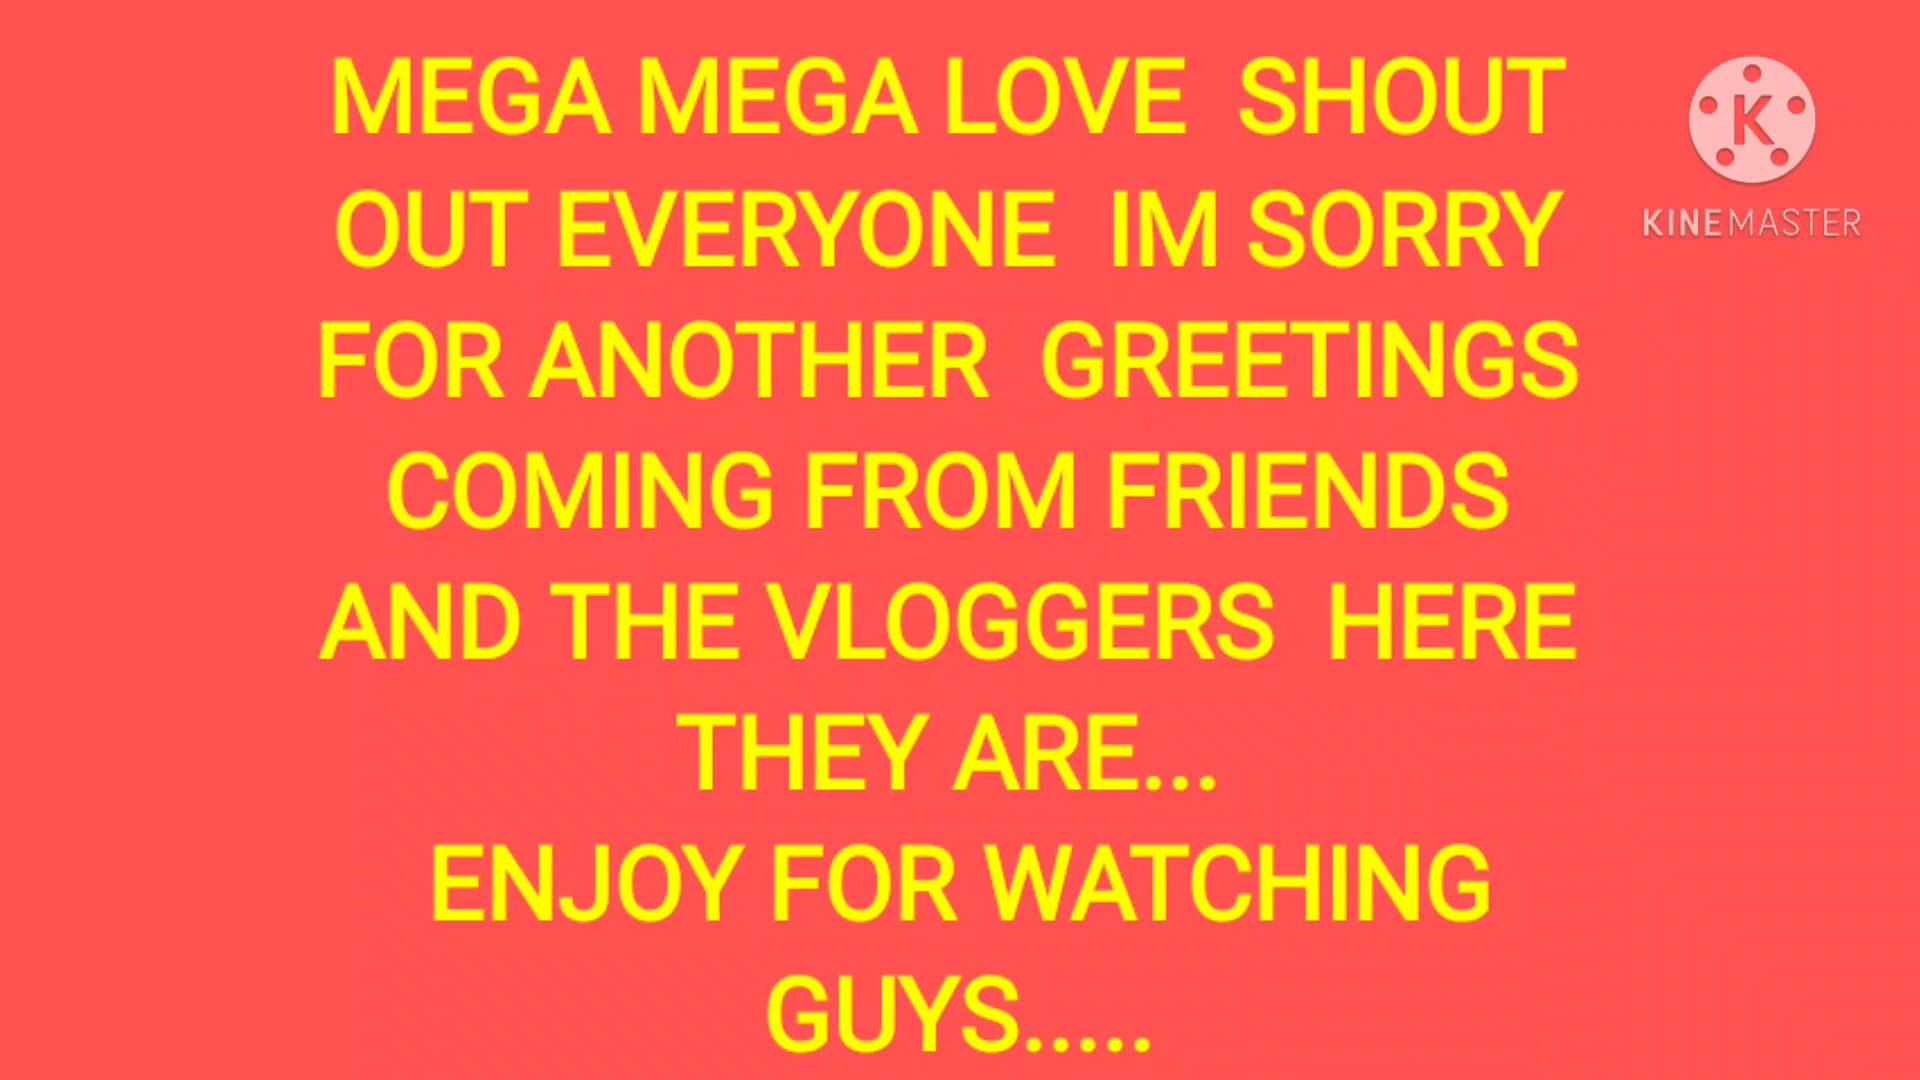 MEGA MEGA LOVE  SHOUT
OUT EVERYONE  IM SORRY
FOR ANOTHER  GREETINGS
COMING FROM FRIENDS
AND THE VLOGGERS  HERE
THEY ARE...
ENJOY FOR WATCHING
GUYS.....
K
KINEMASTER